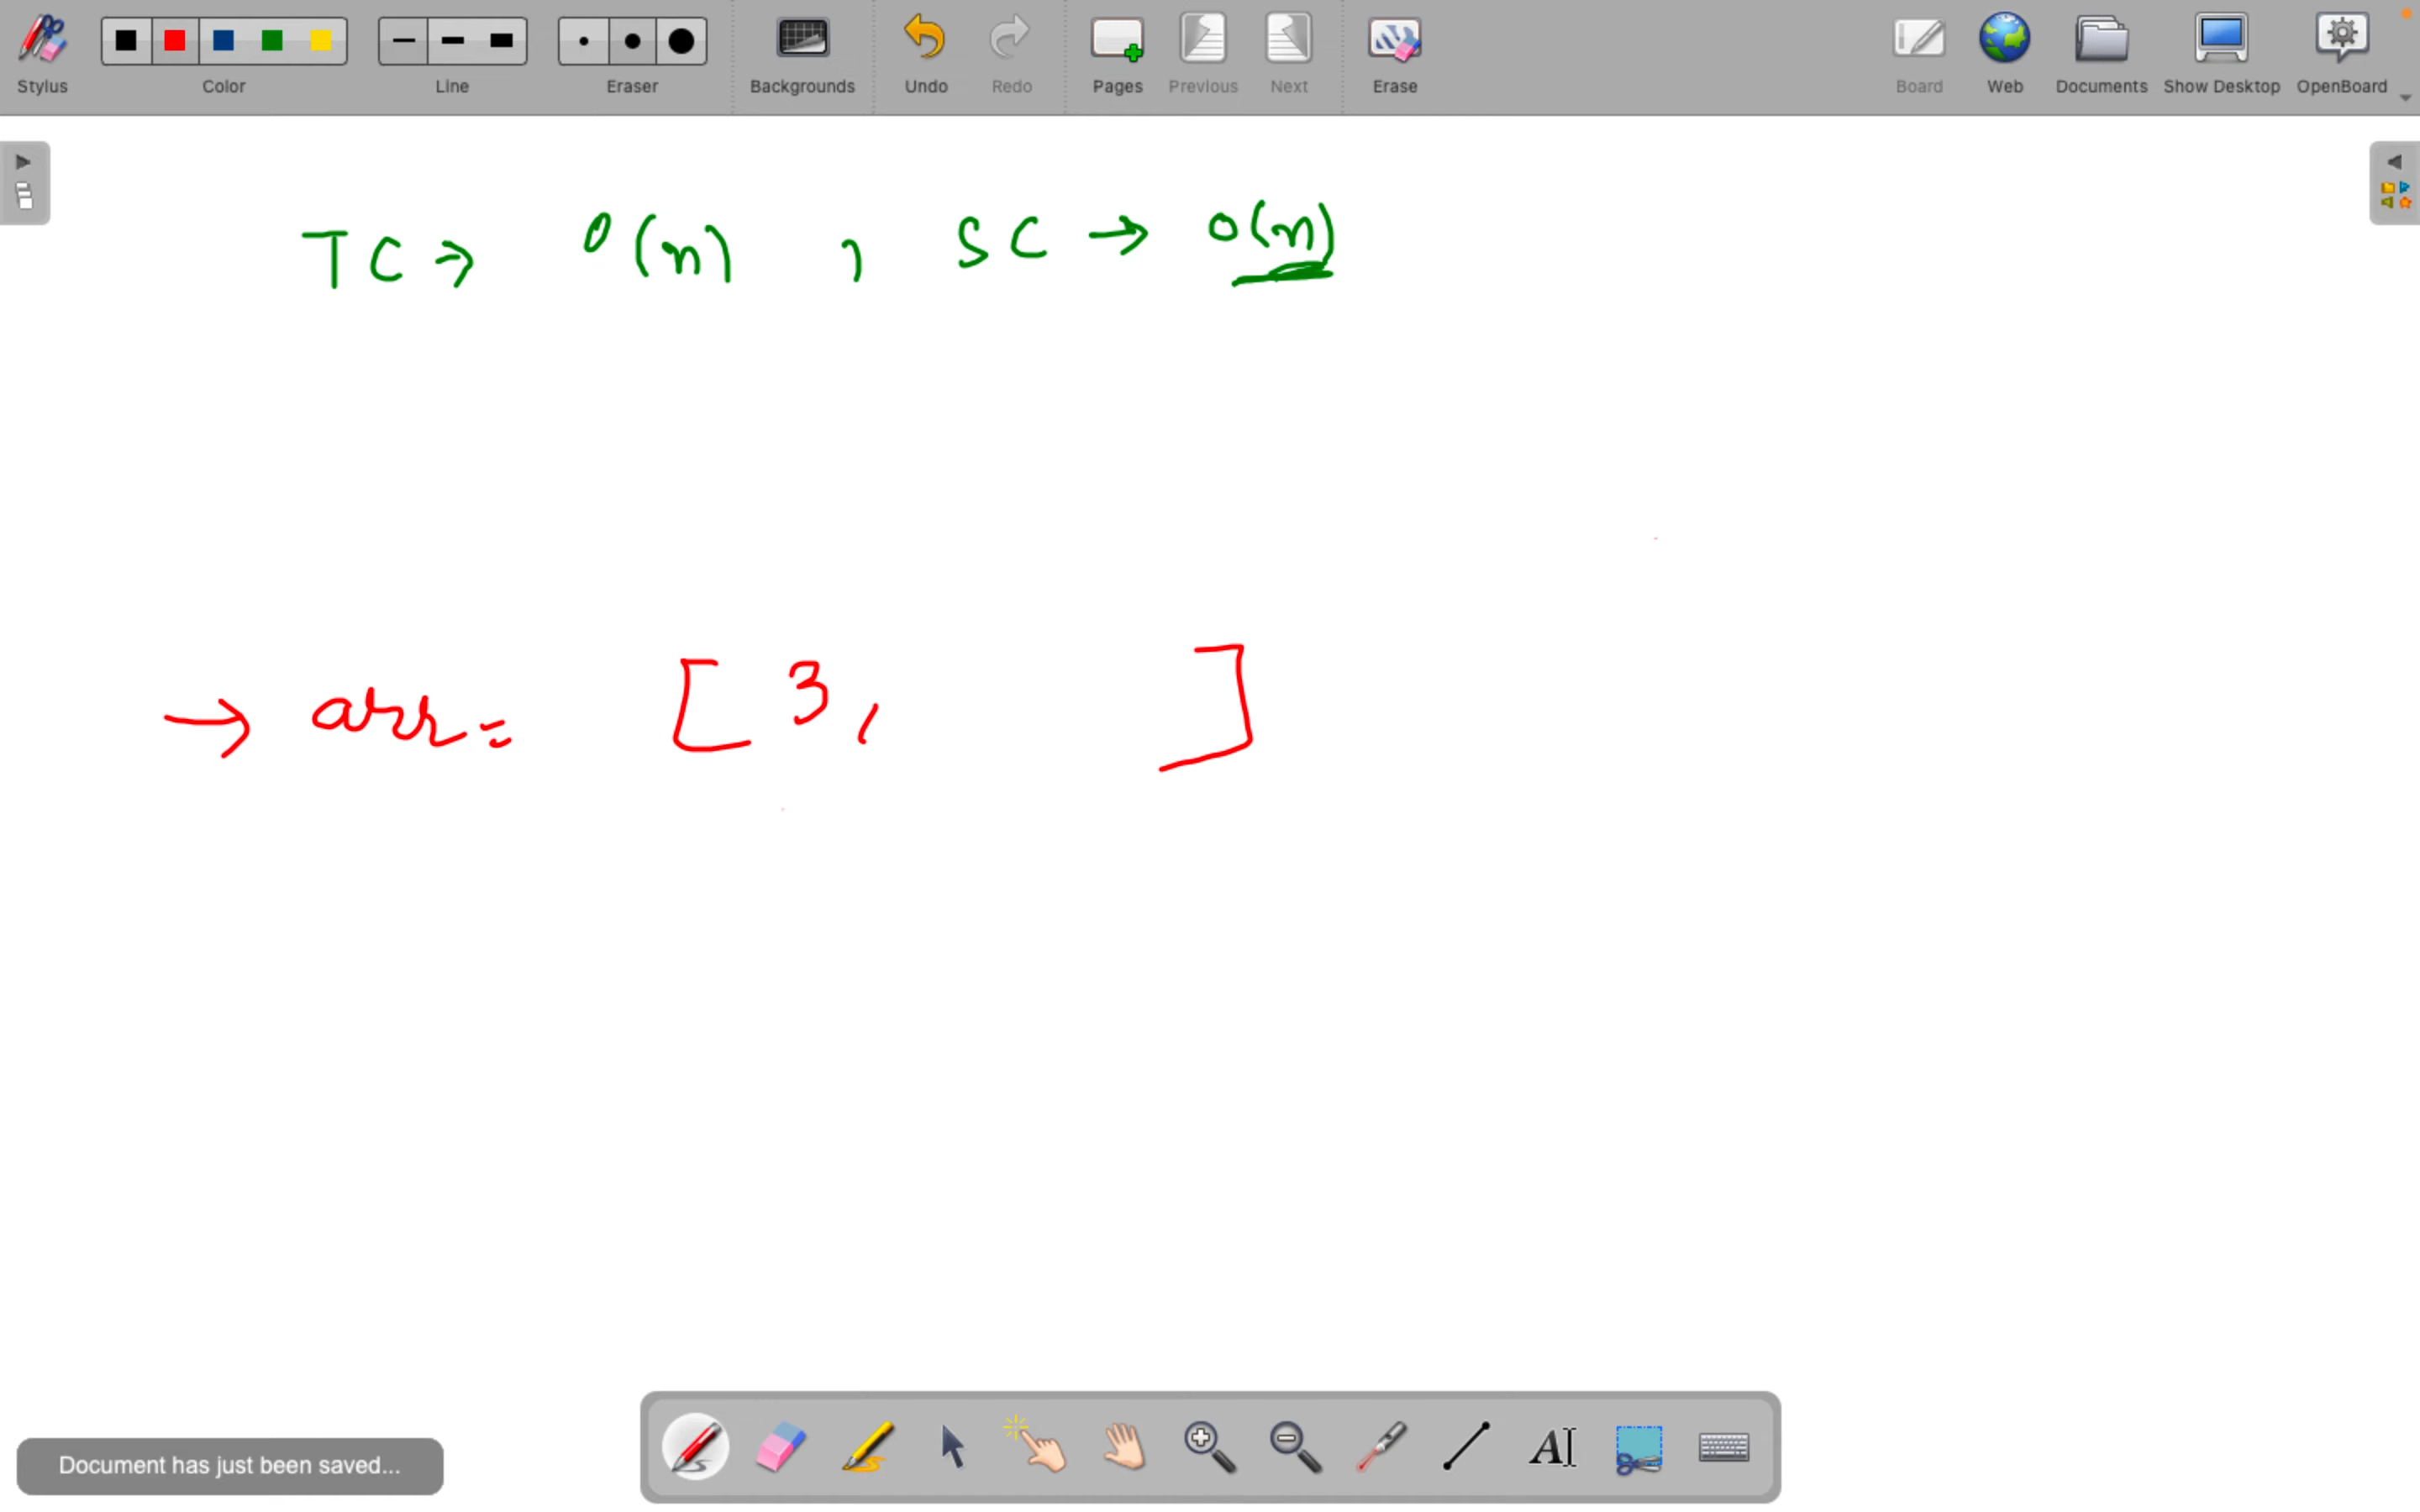 Stylus Color Line Eraser Backgrounds Undo Redo Pages Previous Next Erase Board Web Documents Show Desktop OpenBoard
TC → O(n) , SC → O(n)
→ arr = [ 3, ]
Document has just been saved...